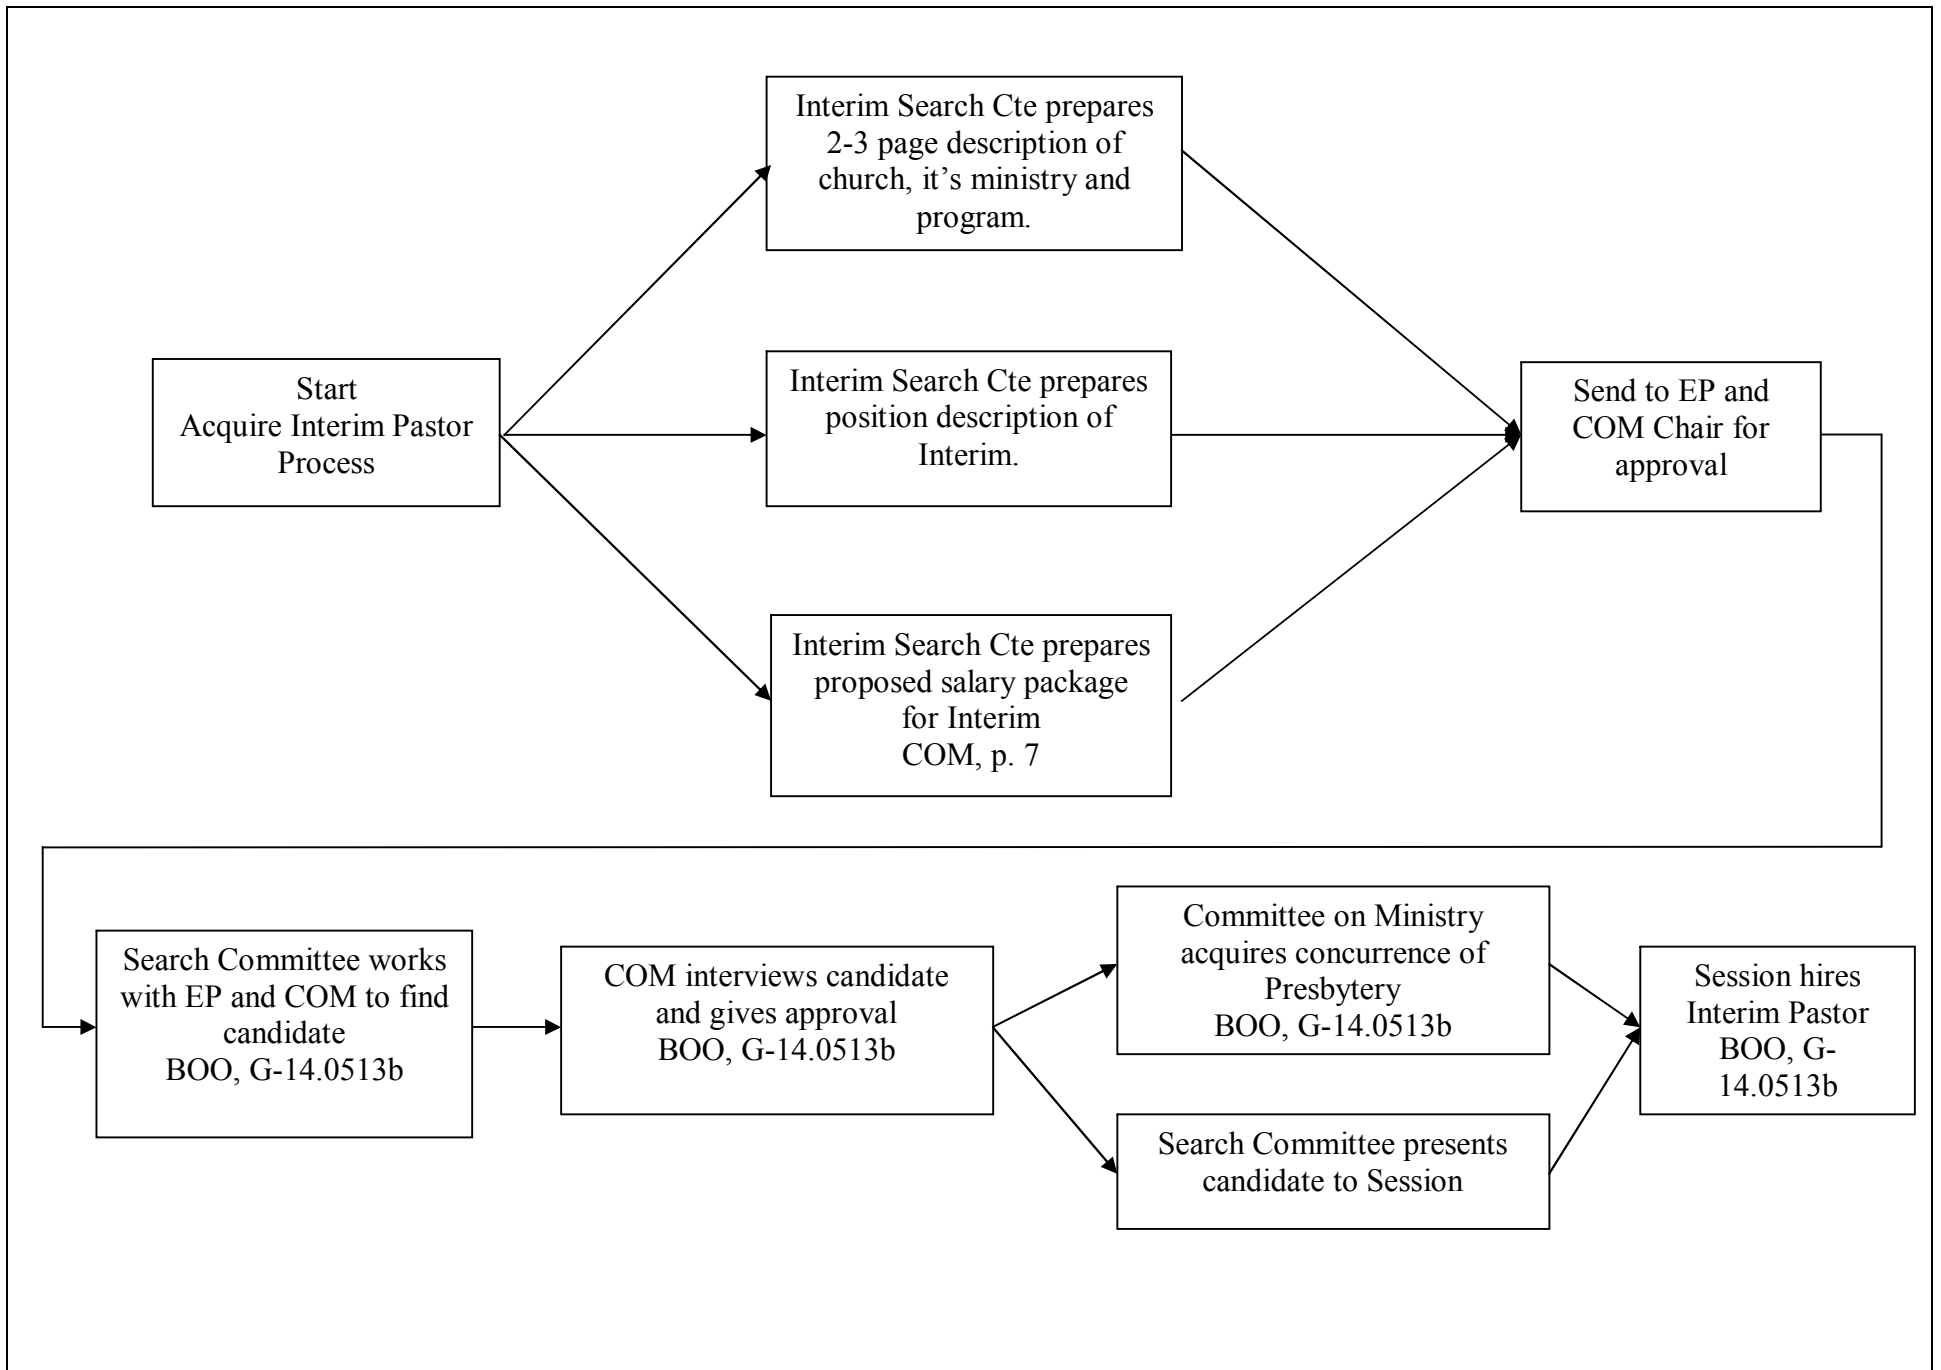 Interim Search Cte prepares
2-3 page description of
church, it’s ministry and
program.
Start
Acquire Interim Pastor
Process
Interim Search Cte prepares
position description of
Interim.
Send to EP and
COM Chair for
approval
Interim Search Cte prepares
proposed salary package
for Interim
COM, p. 7
Search Committee works
with EP and COM to find
candidate
BOO, G-14.0513b
COM interviews candidate
and gives approval
BOO, G-14.0513b
Committee on Ministry
acquires concurrence of
Presbytery
BOO, G-14.0513b
Search Committee presents
candidate to Session
Session hires
Interim Pastor
BOO, G-
14.0513b